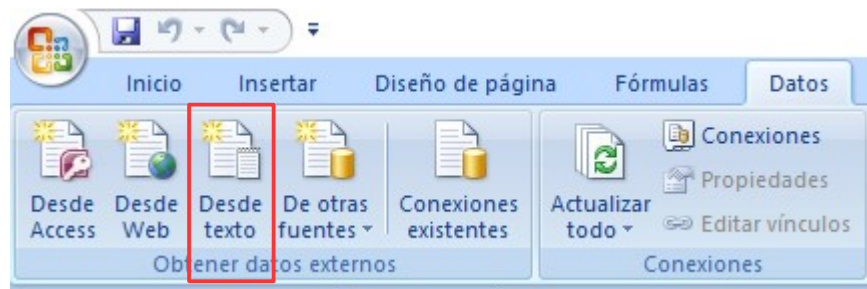 Inicio Insertar Diseño de página Fórmulas Datos
Desde Access
Desde Web
Desde texto
De otras fuentes
Conexiones existentes
Obtener datos externos
Actualizar todo
Conexiones
Propiedades
Editar vínculos
Conexiones